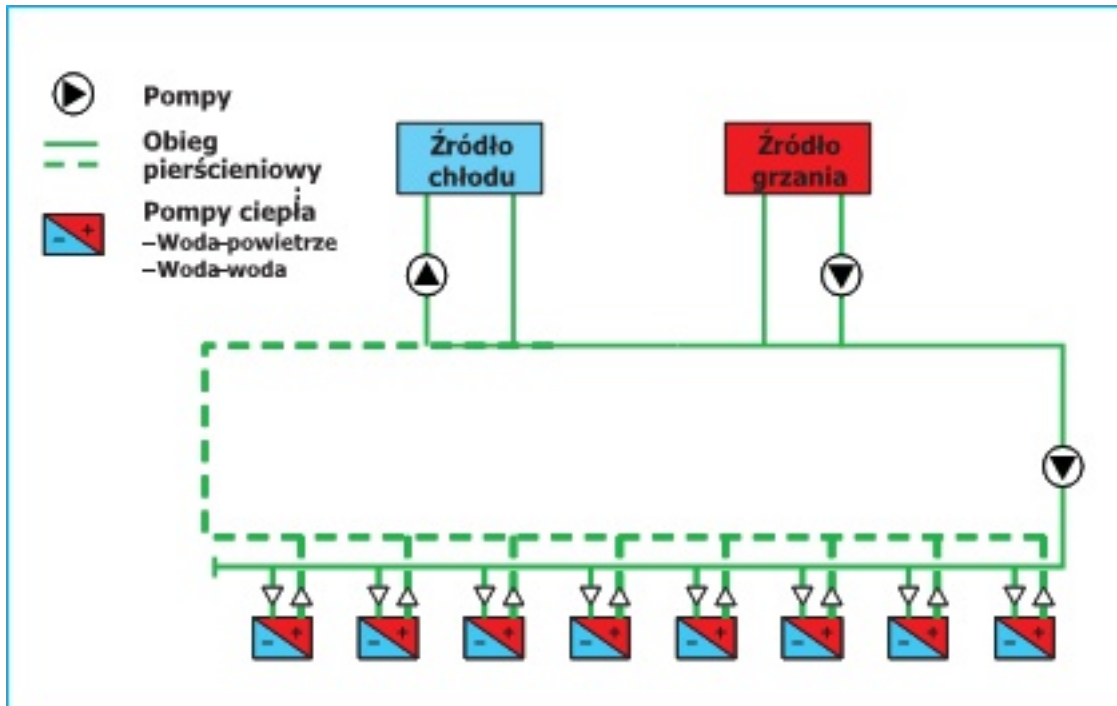 Pompy
Obieg
pierścieniowy
Pompy ciepła
–Woda–powietrze
–Woda–woda
Źródło
chłodu
Źródło
grzania
- +
- +
- +
- +
- +
- +
- +
- +
- +